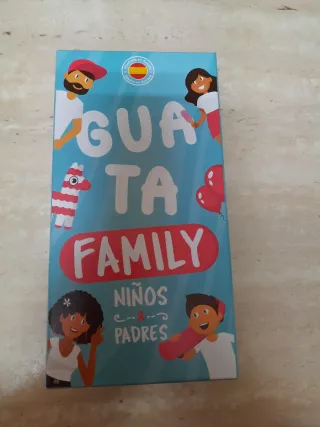 GUA
TA
FAMILY
NIÑOS
PADRES